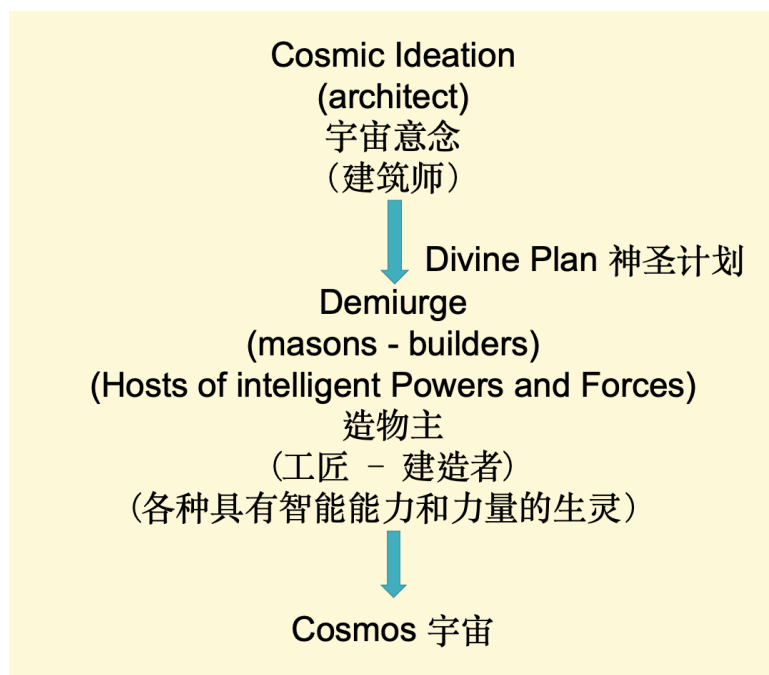 Cosmic Ideation
(architect)
宇宙意念
（建筑师）
Divine Plan 神圣计划
Demiurge
(masons - builders)
(Hosts of intelligent Powers and Forces)
造物主
(工匠 – 建造者)
(各种具有智能能力和力量的生灵）
Cosmos 宇宙